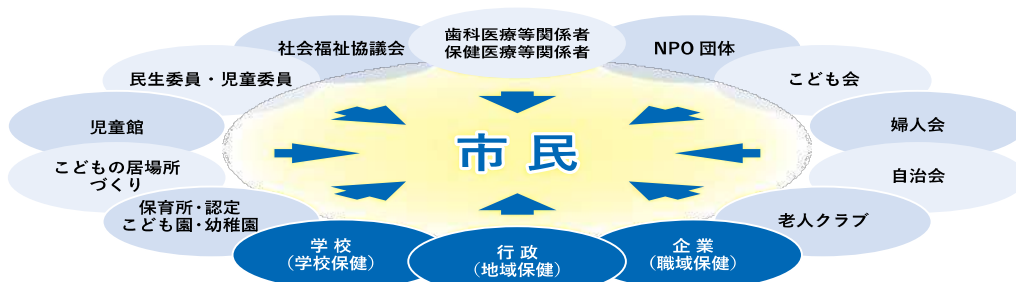 歯科医療等関係者
保健医療等関係者
社会福祉協議会
NPO団体
民生委員・児童委員
こども会
児童館
婦人会
市民
こどもの居場所
づくり
自治会
保育所・認定
こども園・幼稚園
老人クラブ
学校
（学校保健）
行政
（地域保健）
企業
（職域保健）